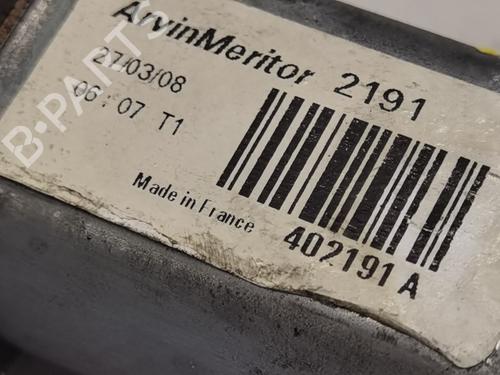 ArvinMeritor 2191
27/03/08
06:07 T1
Made in France
402191 A
B-PARTS